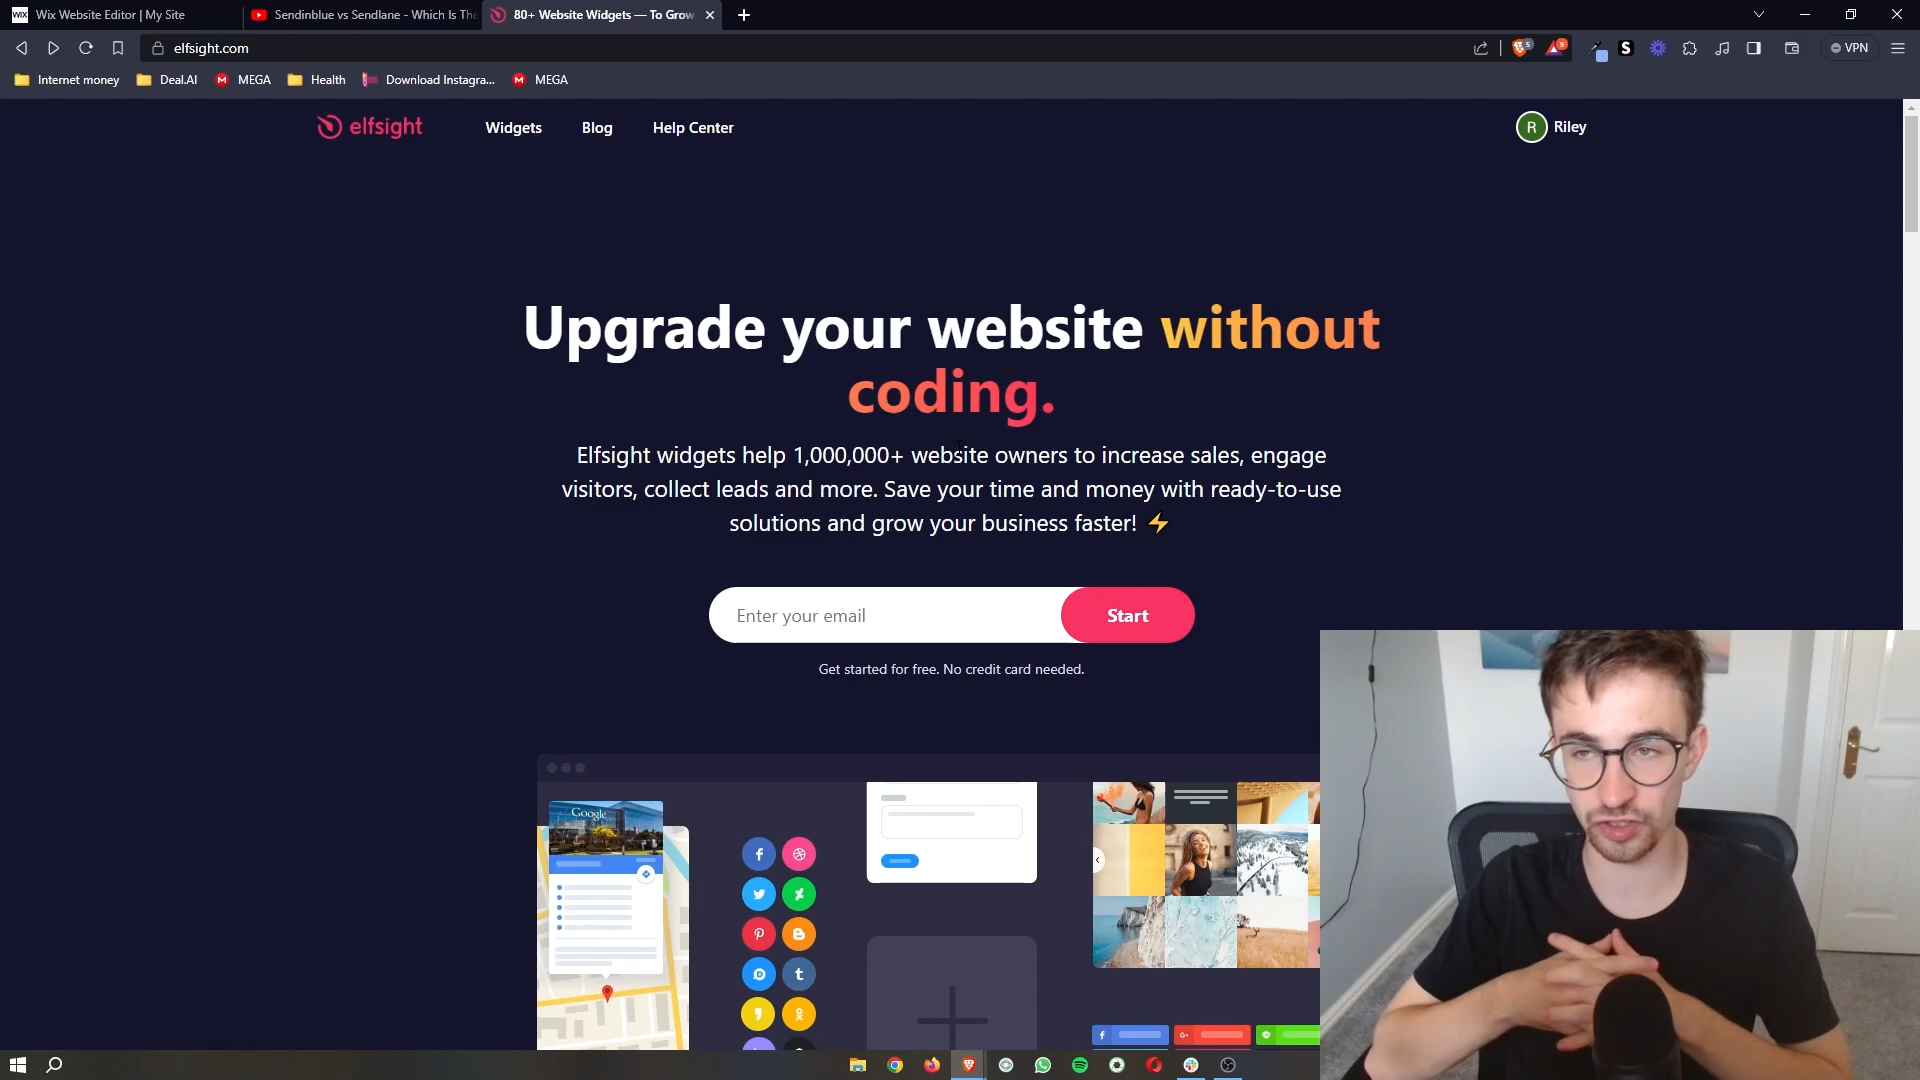 Wix Website Editor | My Site
Sendinblue vs Sendlane - Which Is The
80+ Website Widgets — To Grow
elfsight.com
VPN
Internet money
Deal.AI
MEGA
Health
Download Instagra...
MEGA
elfsight
Widgets
Blog
Help Center
R
Riley
Upgrade your website without
coding.
Elfsight widgets help 1,000,000+ website owners to increase sales, engage
visitors, collect leads and more. Save your time and money with ready-to-use
solutions and grow your business faster! ⚡
Enter your email
Start
Get started for free. No credit card needed.
Google